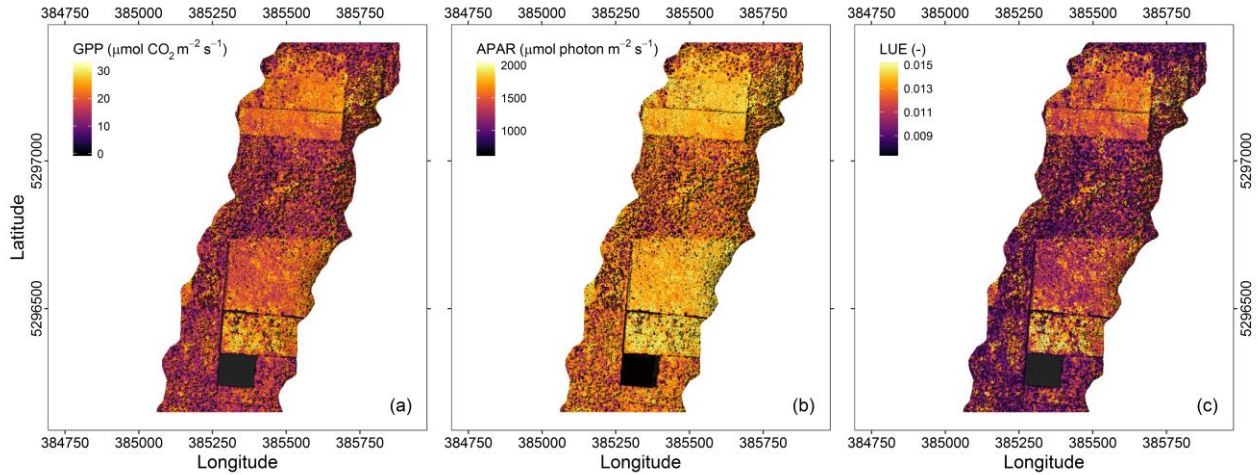 384750 385000 385250 385500 385750
384750 385000 385250 385500 385750
384750 385000 385250 385500 385750
GPP (μmol CO2 m−2 s−1)
30
20
10
0
APAR (μmol photon m−2 s−1)
2000
1500
1000
LUE (-)
0.015
0.013
0.011
0.009
Latitude
5297000
5296500
5297000
5296500
(a)
(b)
(c)
384750 385000 385250 385500 385750
384750 385000 385250 385500 385750
384750 385000 385250 385500 385750
Longitude
Longitude
Longitude